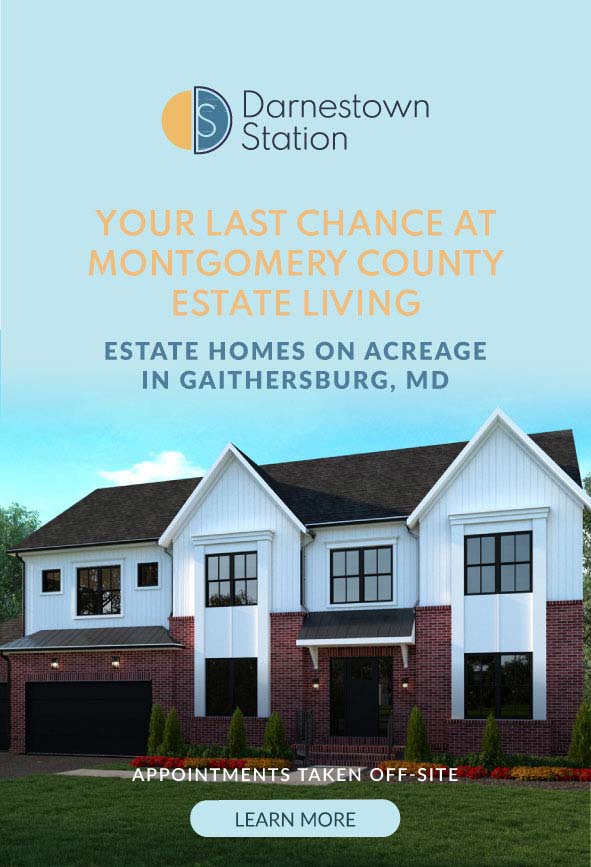 DS
Darnestown
Station
YOUR LAST CHANCE AT
MONTGOMERY COUNTY
ESTATE LIVING
ESTATE HOMES ON ACREAGE
IN GAITHERSBURG, MD
APPOINTMENTS TAKEN OFF-SITE
LEARN MORE